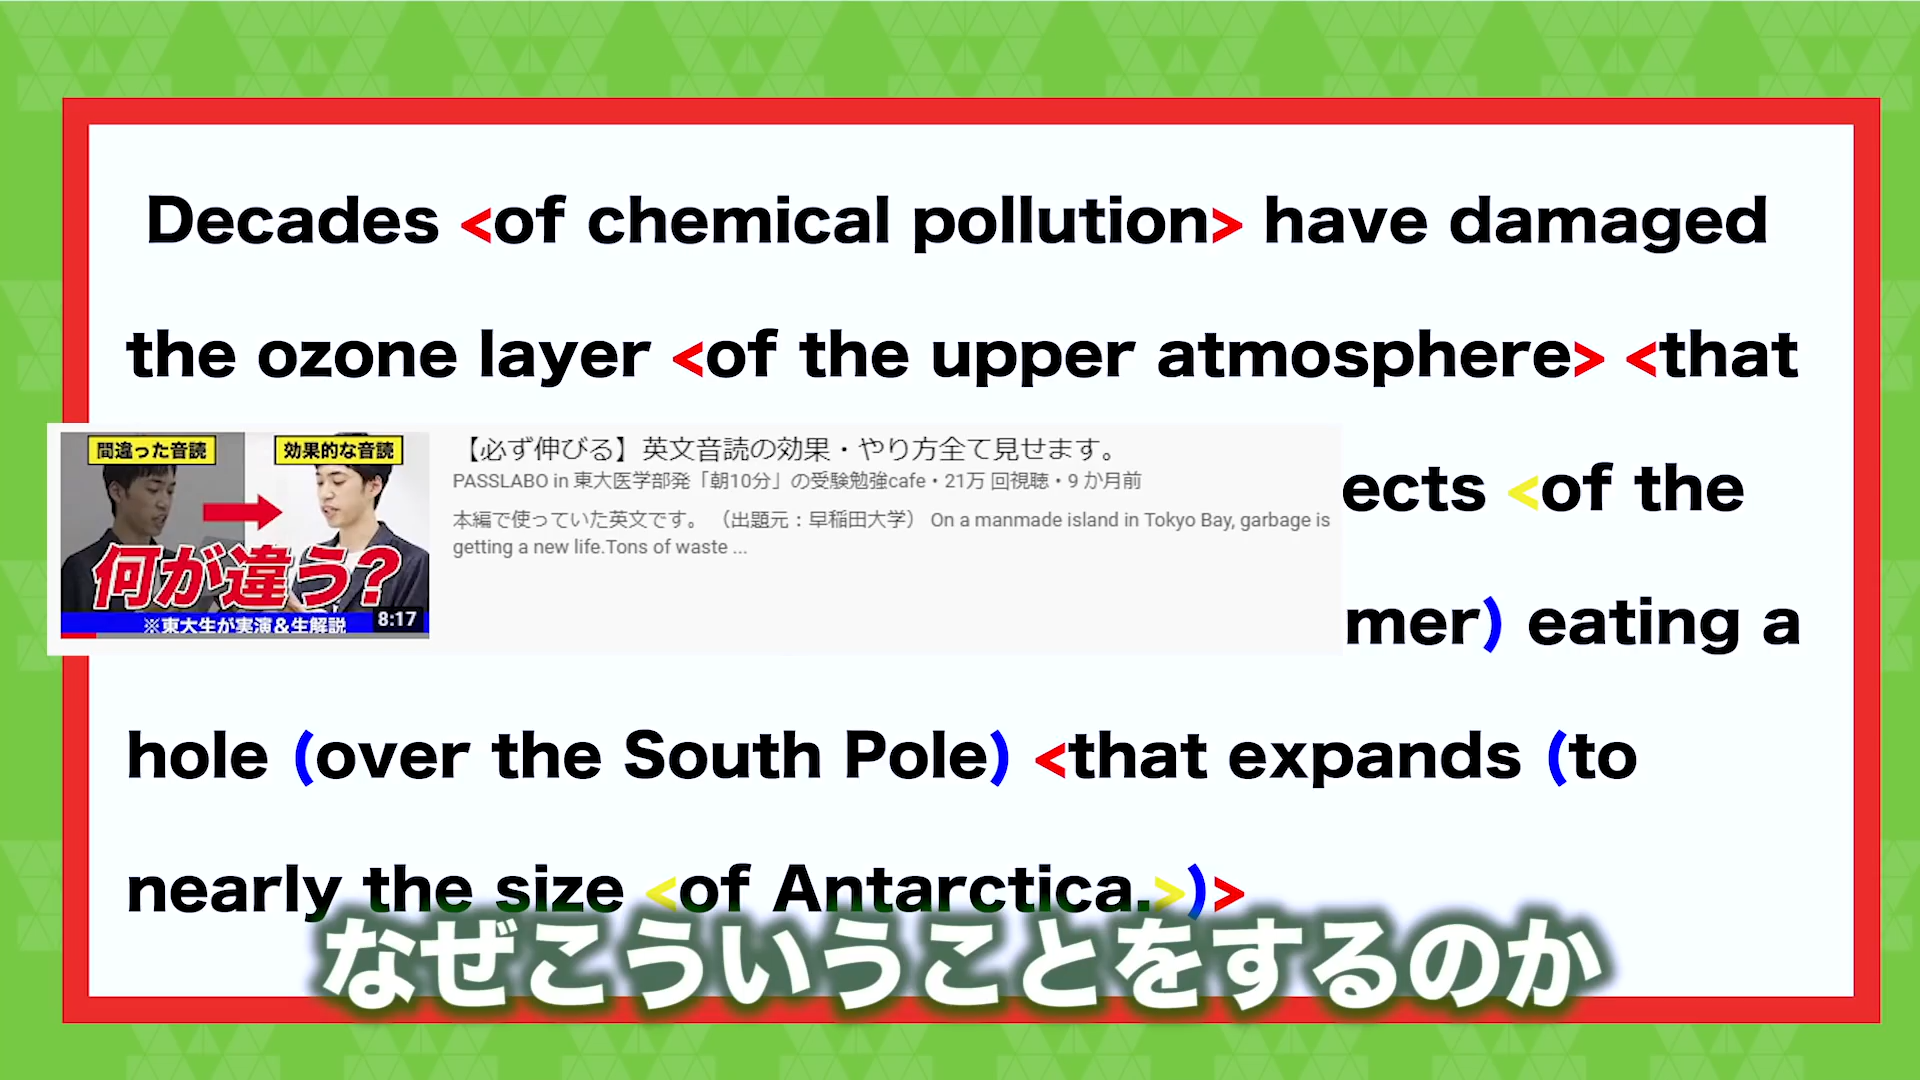 Decades <of chemical pollution> have damaged
the ozone layer <of the upper atmosphere> <that
間違った音読
効果的な音読
何が違う?
※東大生が実演&生解説
8:17
【必ず伸びる】英文音読の効果・やり方全て見せます。
PASSLABO in 東大医学部発「朝10分」の受験勉強cafe・21万 回視聴・9 か月前
本編で使っていた英文です。 （出題元：早稲田大学） On a manmade island in Tokyo Bay, garbage is
getting a new life.Tons of waste ...
ects <of the
mer) eating a
hole (over the South Pole) <that expands (to
nearly the size <of Antarctica.>)>
なぜこういうことをするのか